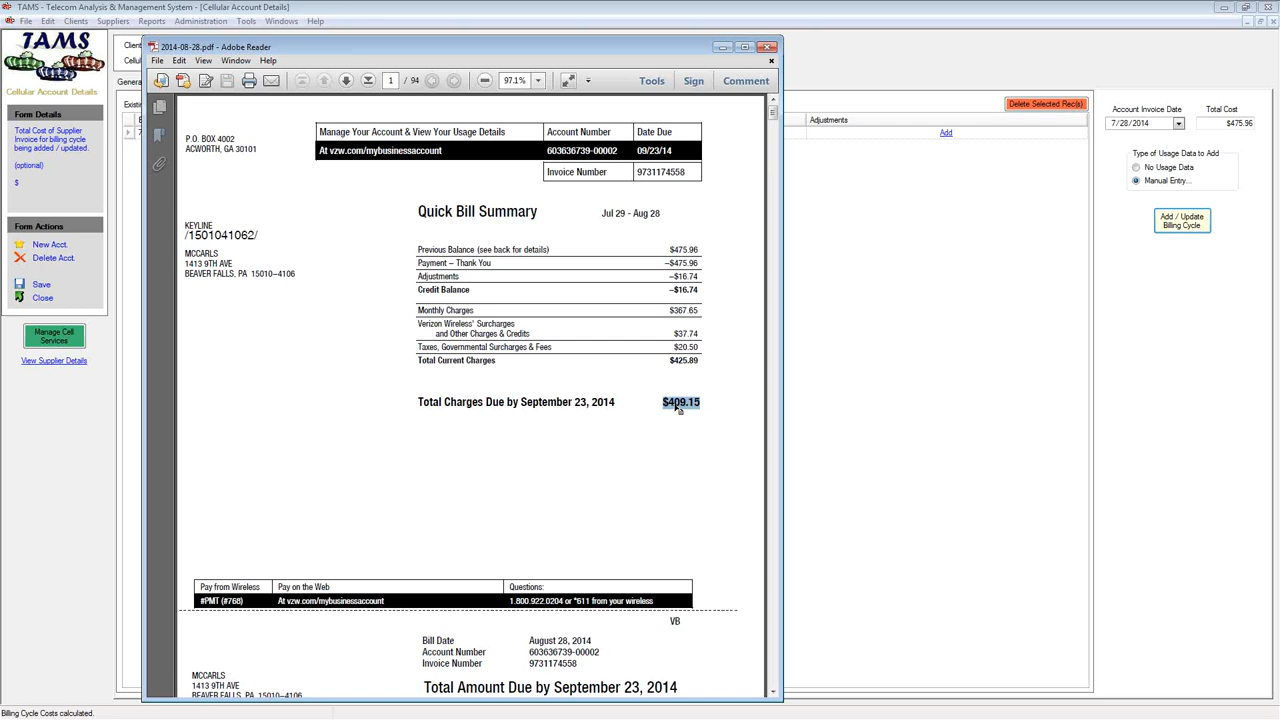 TAMS - Telecom Analysis & Management System - [Cellular Account Details]
File Edit Clients Suppliers Reports Administration Tools Windows Help
TAMS
Cellular Account Details
Form Details
Total Cost of Supplier
Invoice for billing cycle
being added / updated.
(optional)
$
Form Actions
New Acct.
Delete Acct.
Save
Close
Manage Cell
Services
View Supplier Details
2014-08-28.pdf - Adobe Reader
File Edit View Window Help
1 / 94 97.1% Tools Sign Comment
P.O. BOX 4002
ACWORTH, GA 30101
Manage Your Account & View Your Usage Details Account Number Date Due
At vzw.com/mybusinessaccount 603636739-00002 09/23/14
Invoice Number 9731174558
KEYLINE
/1501041062/
MCCARLS
1413 9TH AVE
BEAVER FALLS, PA 15010-4106
Quick Bill Summary Jul 29 - Aug 28
Previous Balance (see back for details) $475.96
Payment – Thank You –$475.96
Adjustments –$16.74
Credit Balance –$16.74
Monthly Charges $367.65
Verizon Wireless' Surcharges
and Other Charges & Credits $37.74
Taxes, Governmental Surcharges & Fees $20.50
Total Current Charges $425.89
Total Charges Due by September 23, 2014 $409.15
Pay from Wireless Pay on the Web Questions:
#PMT (#768) At vzw.com/mybusinessaccount 1.800.922.0204 or *611 from your wireless
VB
Bill Date August 28, 2014
Account Number 603636739-00002
Invoice Number 9731174558
MCCARLS
1413 9TH AVE
BEAVER FALLS, PA 15010-4106
Total Amount Due by September 23, 2014
Delete Selected Rec(s)
Adjustments
Add
Account Invoice Date Total Cost
7/28/2014 $475.96
Type of Usage Data to Add
No Usage Data
Manual Entry...
Add / Update
Billing Cycle
Billing Cycle Costs calculated.